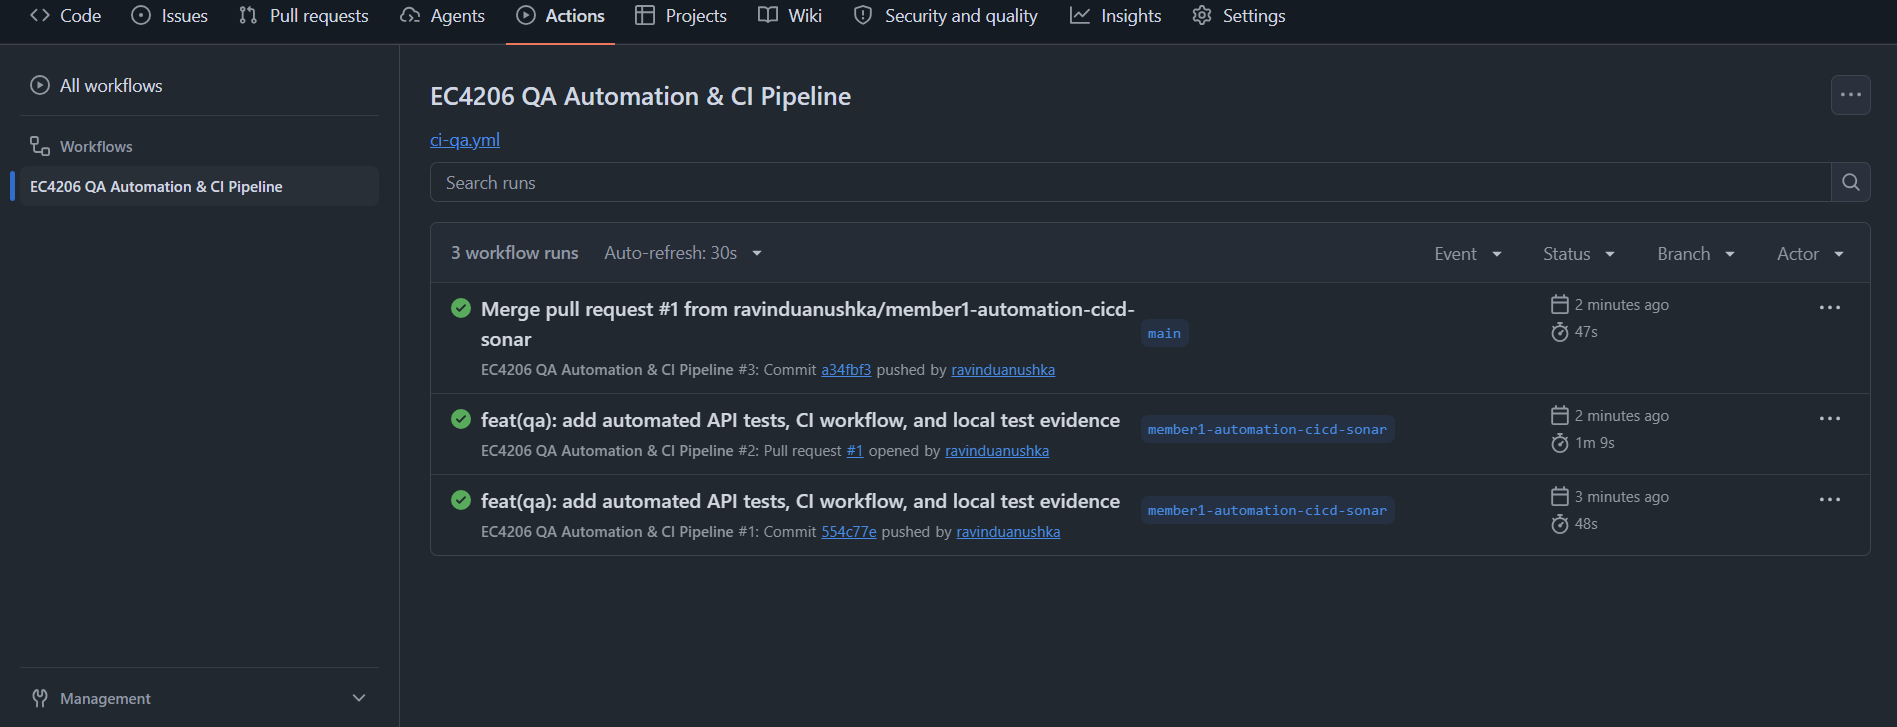 Code Issues Pull requests Agents Actions Projects Wiki Security and quality Insights Settings
All workflows
Workflows
EC4206 QA Automation & CI Pipeline
Management
EC4206 QA Automation & CI Pipeline
ci-qa.yml
Search runs
3 workflow runs Auto-refresh: 30s Event Status Branch Actor
Merge pull request #1 from ravinduanushka/member1-automation-cicd-
sonar
main
2 minutes ago
47s
EC4206 QA Automation & CI Pipeline #3: Commit a34fbf3 pushed by ravinduanushka
feat(qa): add automated API tests, CI workflow, and local test evidence
member1-automation-cicd-sonar
2 minutes ago
1m 9s
EC4206 QA Automation & CI Pipeline #2: Pull request #1 opened by ravinduanushka
feat(qa): add automated API tests, CI workflow, and local test evidence
member1-automation-cicd-sonar
3 minutes ago
48s
EC4206 QA Automation & CI Pipeline #1: Commit 554c77e pushed by ravinduanushka